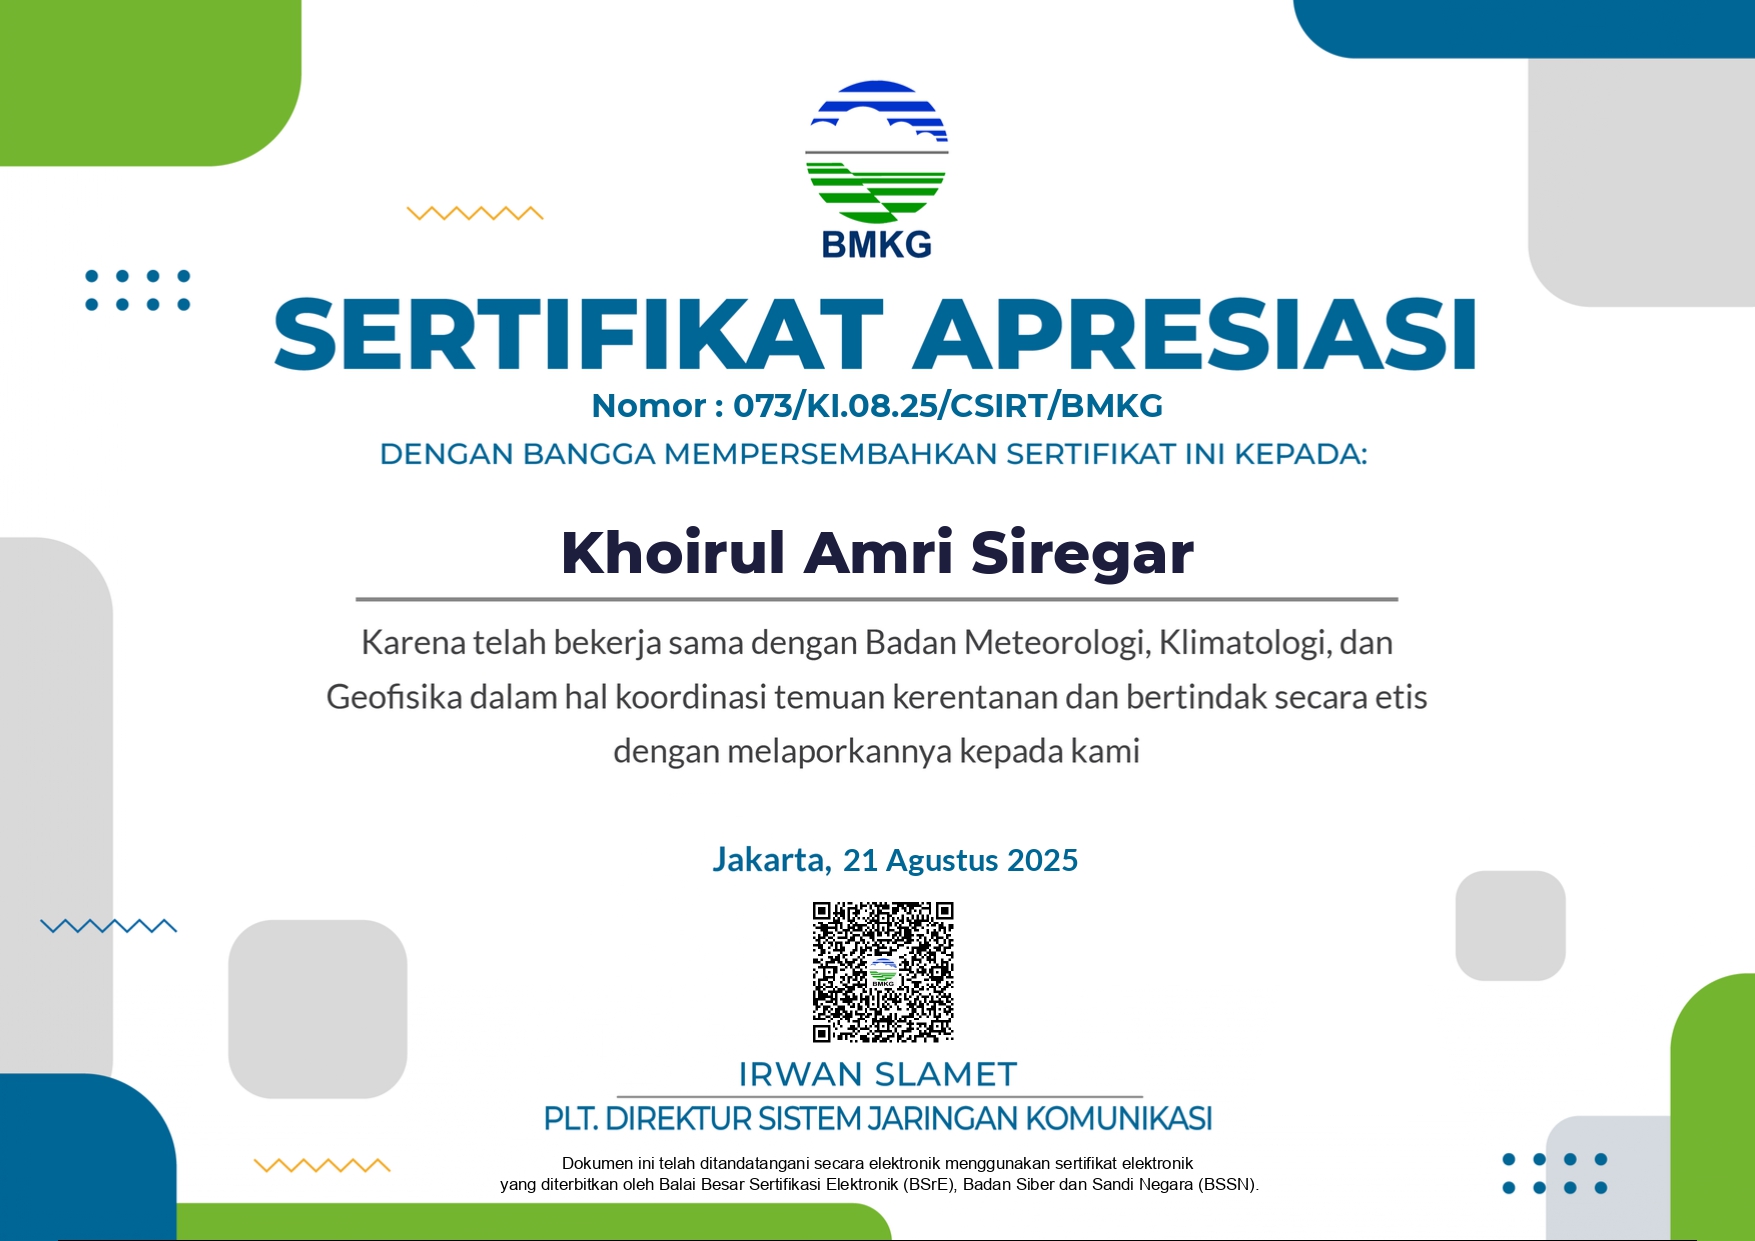 BMKG
SERTIFIKAT APRESIASI
Nomor : 073/KI.08.25/CSIRT/BMKG
DENGAN BANGGA MEMPERSEMBAHKAN SERTIFIKAT INI KEPADA:
Khoirul Amri Siregar
Karena telah bekerja sama dengan Badan Meteorologi, Klimatologi, dan
Geofisika dalam hal koordinasi temuan kerentanan dan bertindak secara etis
dengan melaporkannya kepada kami
Jakarta, 21 Agustus 2025
BMKG
IRWAN SLAMET
PLT. DIREKTUR SISTEM JARINGAN KOMUNIKASI
Dokumen ini telah ditandatangani secara elektronik menggunakan sertifikat elektronik
yang diterbitkan oleh Balai Besar Sertifikasi Elektronik (BSrE), Badan Siber dan Sandi Negara (BSSN).